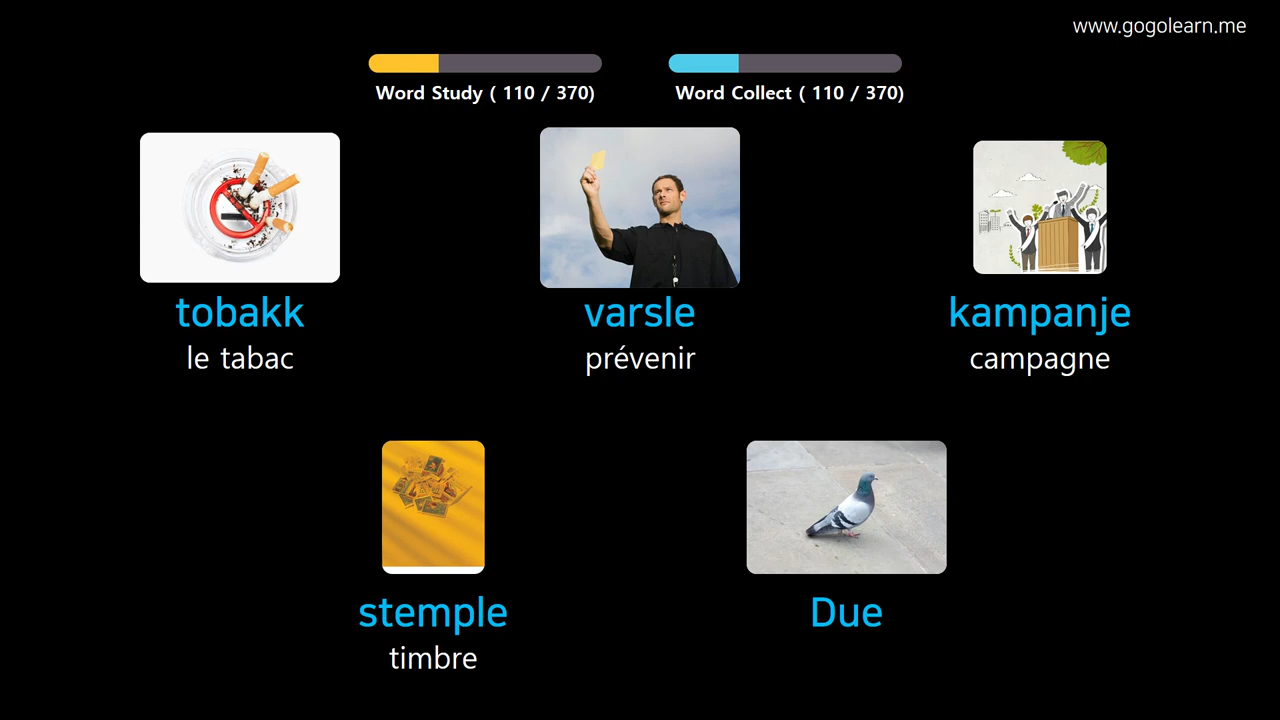 www.gogolearn.me
Word Study ( 110 / 370)
Word Collect ( 110 / 370)
tobakk
le tabac
varsle
prévenir
kampanje
campagne
stemple
timbre
Due